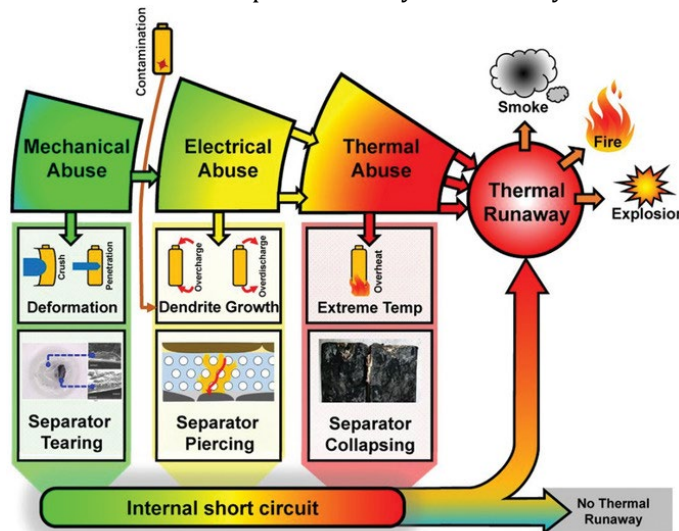 Contamination
Mechanical
Abuse
Electrical
Abuse
Thermal
Abuse
Smoke
Fire
Thermal
Runaway
Explosion
Crush
Penetration
Deformation
Overcharge
Overdischarge
Dendrite Growth
Overheat
Extreme Temp
Separator
Tearing
Separator
Piercing
Separator
Collapsing
Internal short circuit
No Thermal
Runaway